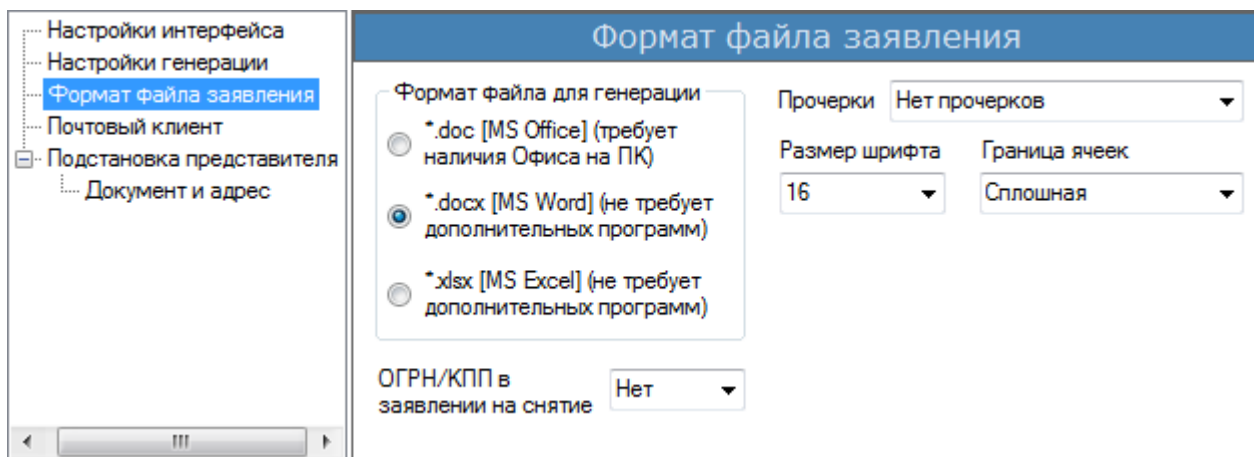 Настройки интерфейса
Настройки генерации
Формат файла заявления
Почтовый клиент
Подстановка представителя
Документ и адрес
Формат файла заявления
Формат файла для генерации
*.doc [MS Office] (требует
наличия Офиса на ПК)
*.docx [MS Word] (не требует
дополнительных программ)
*.xlsx [MS Excel] (не требует
дополнительных программ)
ОГРН/КПП в
заявлении на снятие
Нет
Прочерки Нет прочерков
Размер шрифта Граница ячеек
16 Сплошная